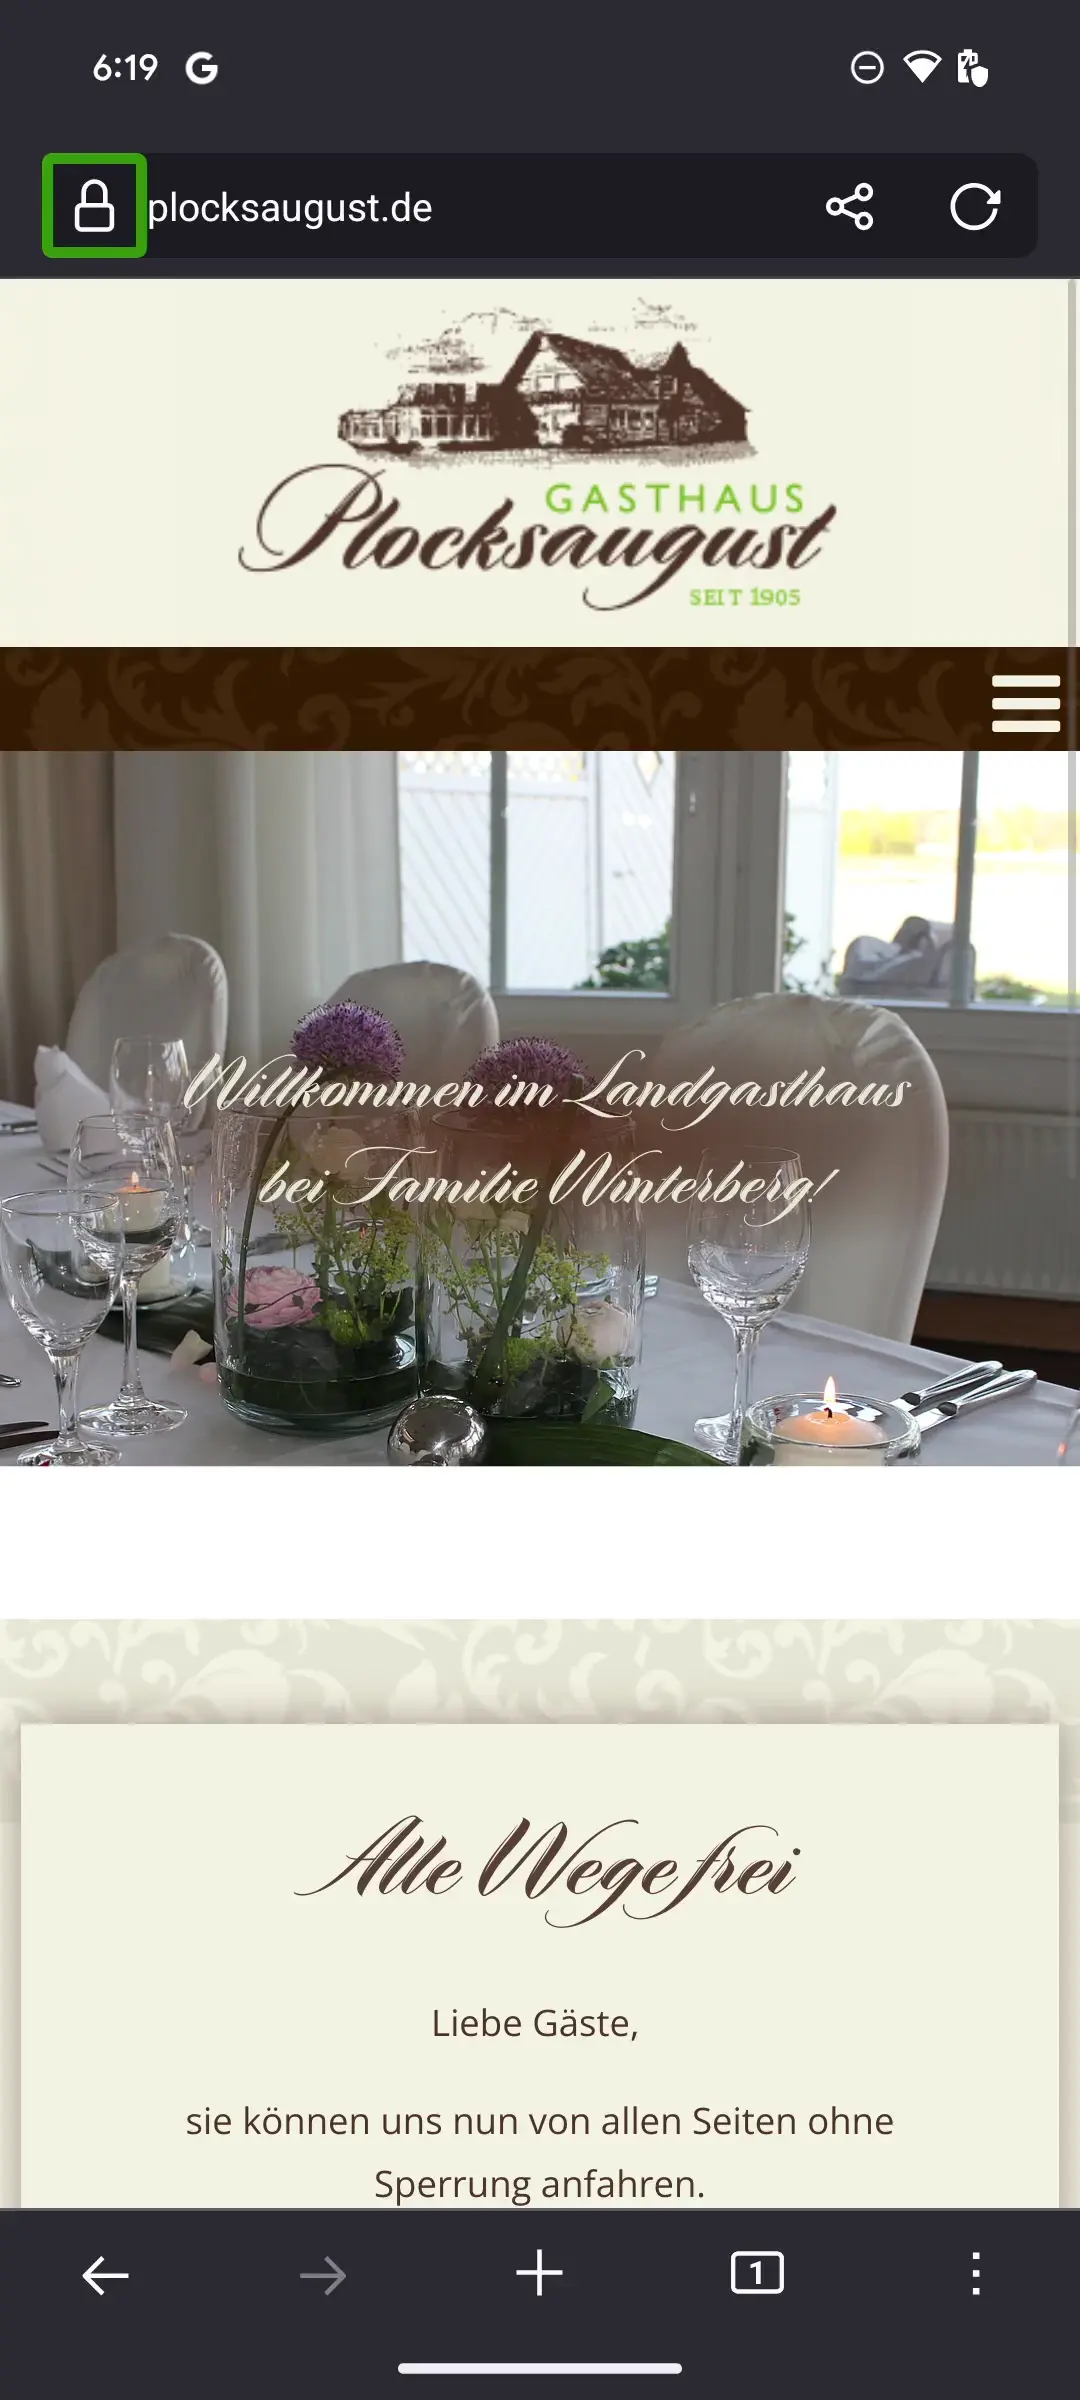 6:19
plocksaugust.de
GASTHAUS
Plocksaugust
SEIT 1905
Willkommen im Landgasthaus
bei Familie Winterberg!
Alle Wege frei
Liebe Gäste,
sie können uns nun von allen Seiten ohne
Sperrung anfahren.
1